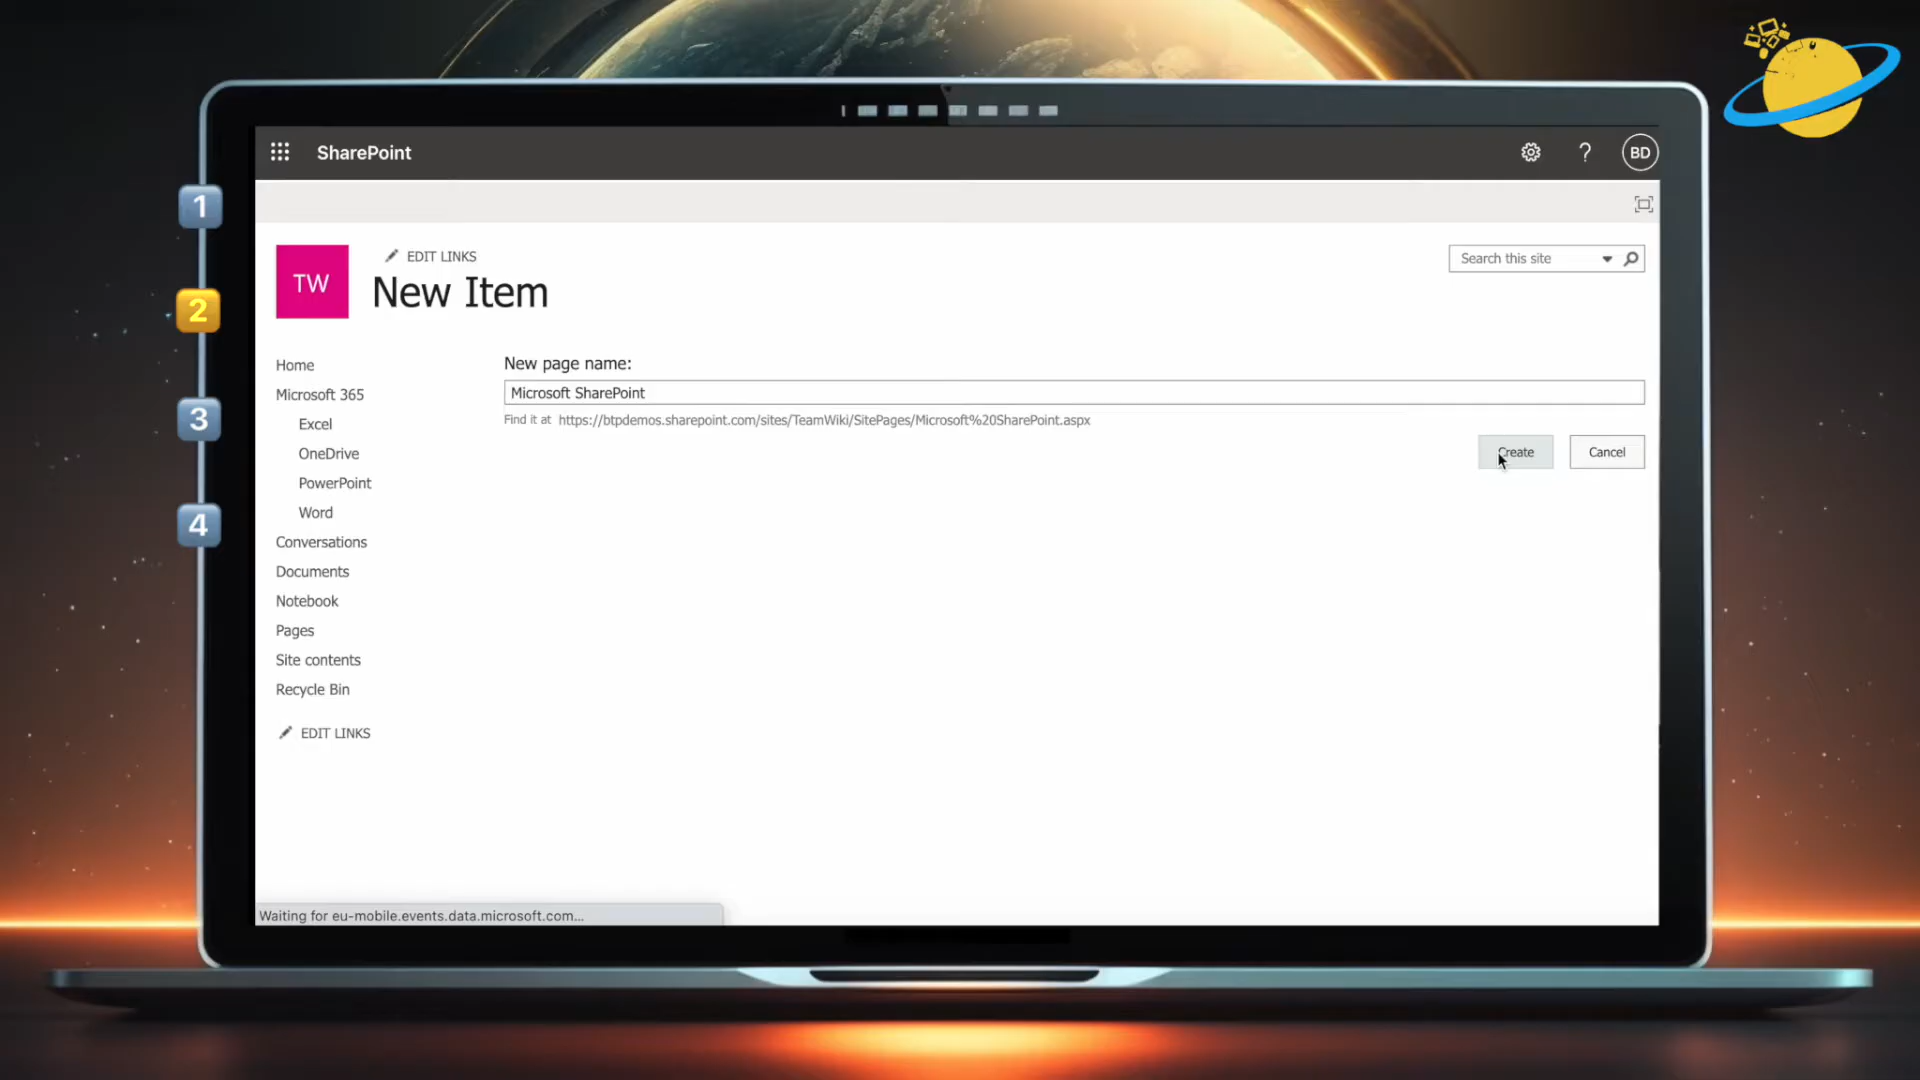 SharePoint
?
BD
1
2
3
4
TW
EDIT LINKS
New Item
Search this site
Home
Microsoft 365
Excel
OneDrive
PowerPoint
Word
Conversations
Documents
Notebook
Pages
Site contents
Recycle Bin
EDIT LINKS
New page name:
Microsoft SharePoint
Find it at https://btpdemos.sharepoint.com/sites/TeamWiki/SitePages/Microsoft%20SharePoint.aspx
Create
Cancel
Waiting for eu-mobile.events.data.microsoft.com...